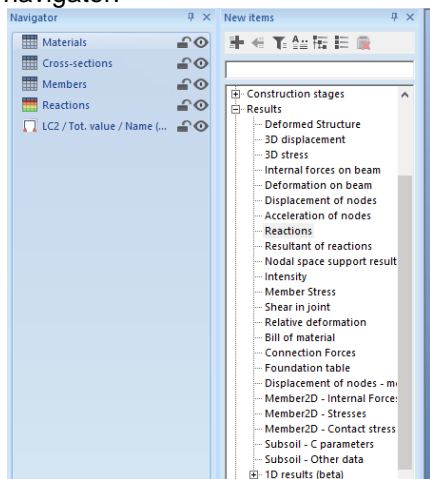 navigator.
Navigator
Materials
Cross-sections
Members
Reactions
LC2 / Tot. value / Name (...
New items
Construction stages
Results
Deformed Structure
3D displacement
3D stress
Internal forces on beam
Deformation on beam
Displacement of nodes
Acceleration of nodes
Reactions
Resultant of reactions
Nodal space support result
Intensity
Member Stress
Shear in joint
Relative deformation
Bill of material
Connection Forces
Foundation table
Displacement of nodes - me
Member2D - Internal Forces
Member2D - Stresses
Member2D - Contact stress
Subsoil - C parameters
Subsoil - Other data
1D results (beta)